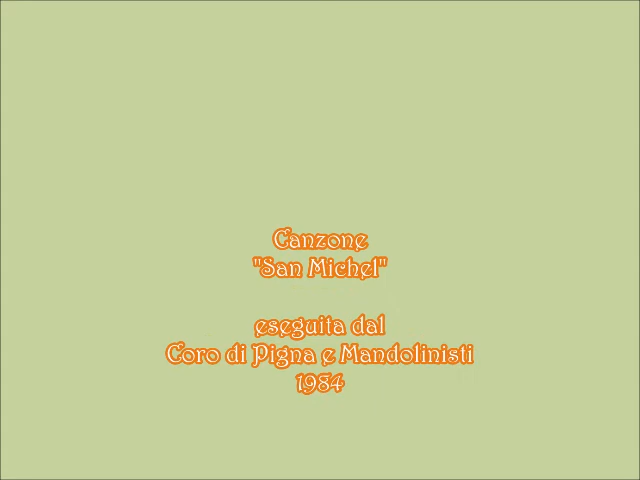 Canzone
"San Michel"
eseguita dal
Coro di Pigna e Mandolinisti
1984